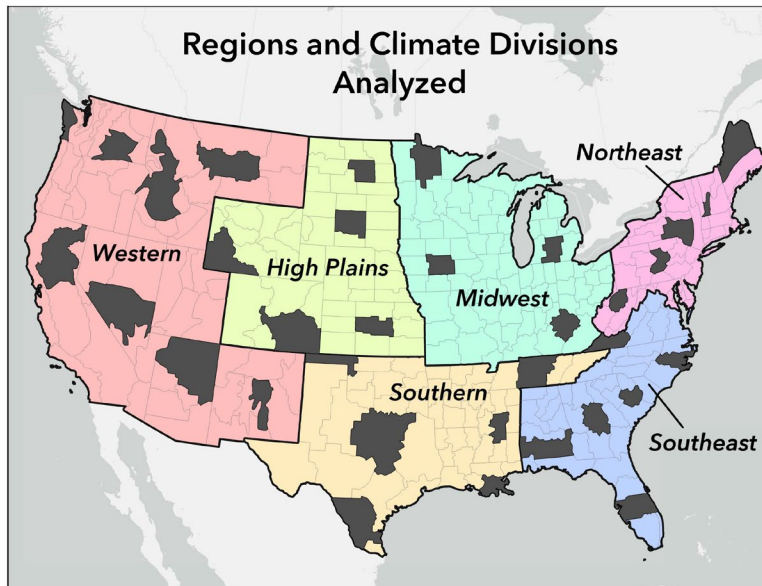 Regions and Climate Divisions
Analyzed
Northeast
Western
High Plains
Midwest
Southern
Southeast